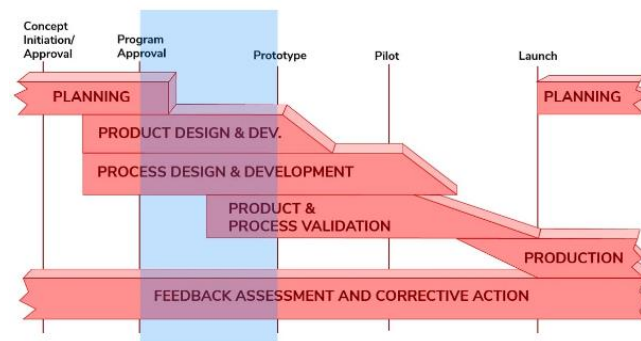 Concept
Initiation/
Approval
Program
Approval
Prototype
Pilot
Launch
PLANNING
PLANNING
PRODUCT DESIGN & DEV.
PROCESS DESIGN & DEVELOPMENT
PRODUCT &
PROCESS VALIDATION
PRODUCTION
FEEDBACK ASSESSMENT AND CORRECTIVE ACTION